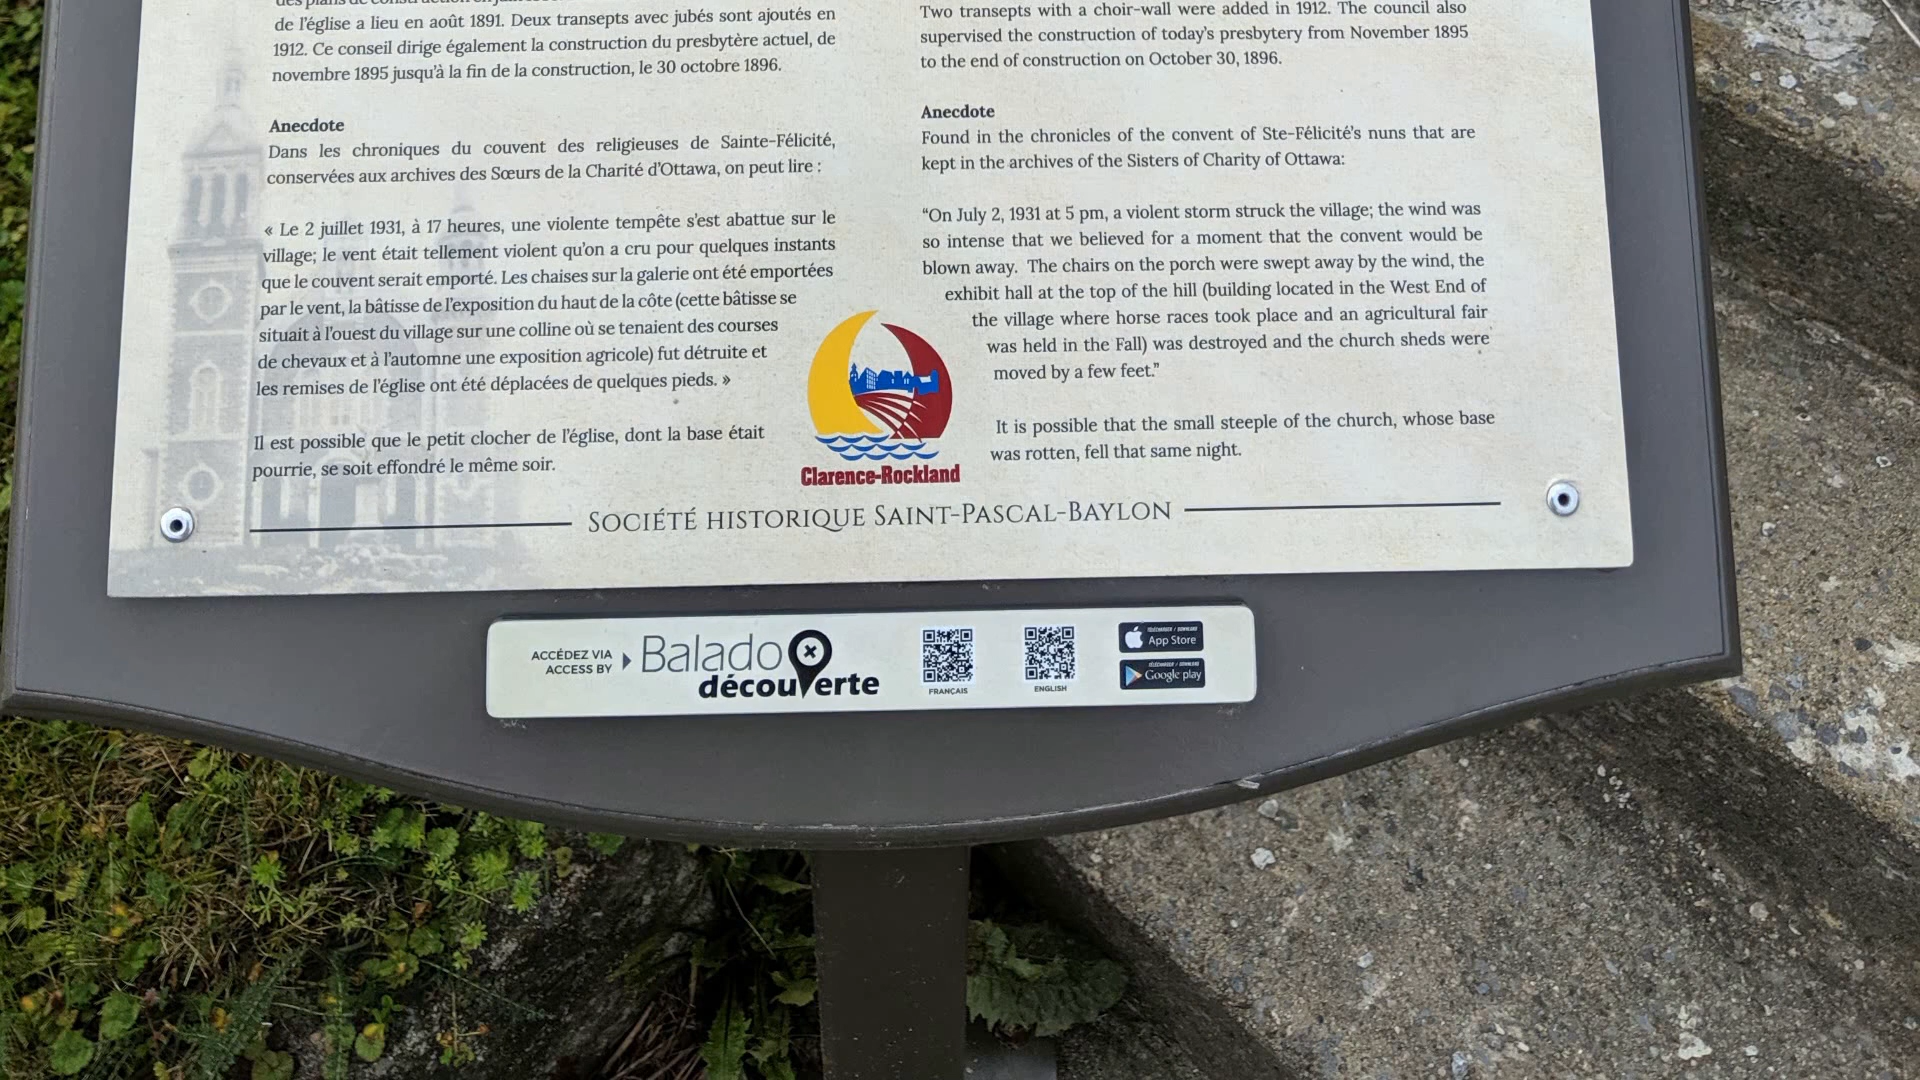 de l'église a lieu en août 1891. Deux transepts avec jubés sont ajoutés en
1912. Ce conseil dirige également la construction du presbytère actuel, de
novembre 1895 jusqu'à la fin de la construction, le 30 octobre 1896.
Anecdote
Dans les chroniques du couvent des religieuses de Sainte-Félicité,
conservées aux archives des Sœurs de la Charité d'Ottawa, on peut lire :
« Le 2 juillet 1931, à 17 heures, une violente tempête s'est abattue sur le
village; le vent était tellement violent qu'on a cru pour quelques instants
que le couvent serait emporté. Les chaises sur la galerie ont été emportées
par le vent, la bâtisse de l'exposition du haut de la côte (cette bâtisse se
situait à l'ouest du village sur une colline où se tenaient des courses
de chevaux et à l'automne une exposition agricole) fut détruite et
les remises de l'église ont été déplacées de quelques pieds. »
Il est possible que le petit clocher de l'église, dont la base était
pourrie, se soit effondré le même soir.
Two transepts with a choir-wall were added in 1912. The council also
supervised the construction of today's presbytery from November 1895
to the end of construction on October 30, 1896.
Anecdote
Found in the chronicles of the convent of Ste-Félicité's nuns that are
kept in the archives of the Sisters of Charity of Ottawa:
“On July 2, 1931 at 5 pm, a violent storm struck the village; the wind was
so intense that we believed for a moment that the convent would be
blown away. The chairs on the porch were swept away by the wind, the
exhibit hall at the top of the hill (building located in the West End of
the village where horse races took place and an agricultural fair
was held in the Fall) was destroyed and the church sheds were
moved by a few feet.”
It is possible that the small steeple of the church, whose base
was rotten, fell that same night.
Clarence-Rockland
SOCIÉTÉ HISTORIQUE SAINT-PASCAL-BAYLON
ACCÉDEZ VIA
ACCESS BY
Balado
découverte
FRANÇAIS
ENGLISH
TÉLÉCHARGER / DOWNLOAD
App Store
TÉLÉCHARGER / DOWNLOAD
Google play